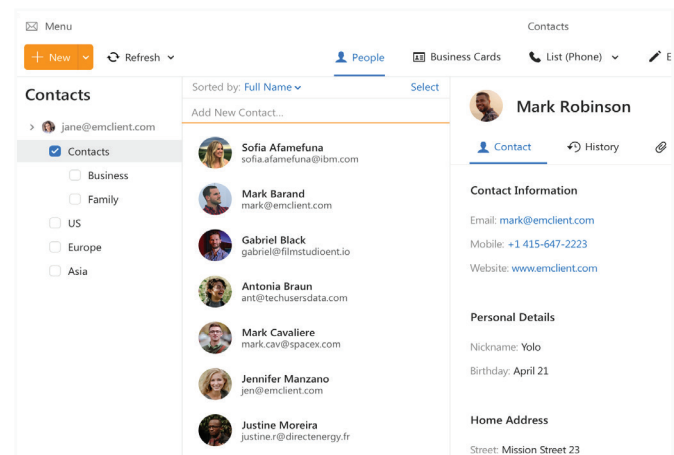 Menu
Contacts
New
Refresh
People
Business Cards
List (Phone)
E
Contacts
jane@emclient.com
Contacts
Business
Family
US
Europe
Asia
Sorted by: Full Name
Select
Add New Contact...
Sofia Afamefuna
sofia.afamefuna@ibm.com
Mark Barand
mark@emclient.com
Gabriel Black
gabriel@filmstudioent.io
Antonia Braun
ant@techusersdata.com
Mark Cavaliere
mark.cav@spacex.com
Jennifer Manzano
jen@emclient.com
Justine Moreira
justine.r@directenergy.fr
Mark Robinson
Contact
History
Contact Information
Email: mark@emclient.com
Mobile: +1 415-647-2223
Website: www.emclient.com
Personal Details
Nickname: Yolo
Birthday: April 21
Home Address
Street: Mission Street 23